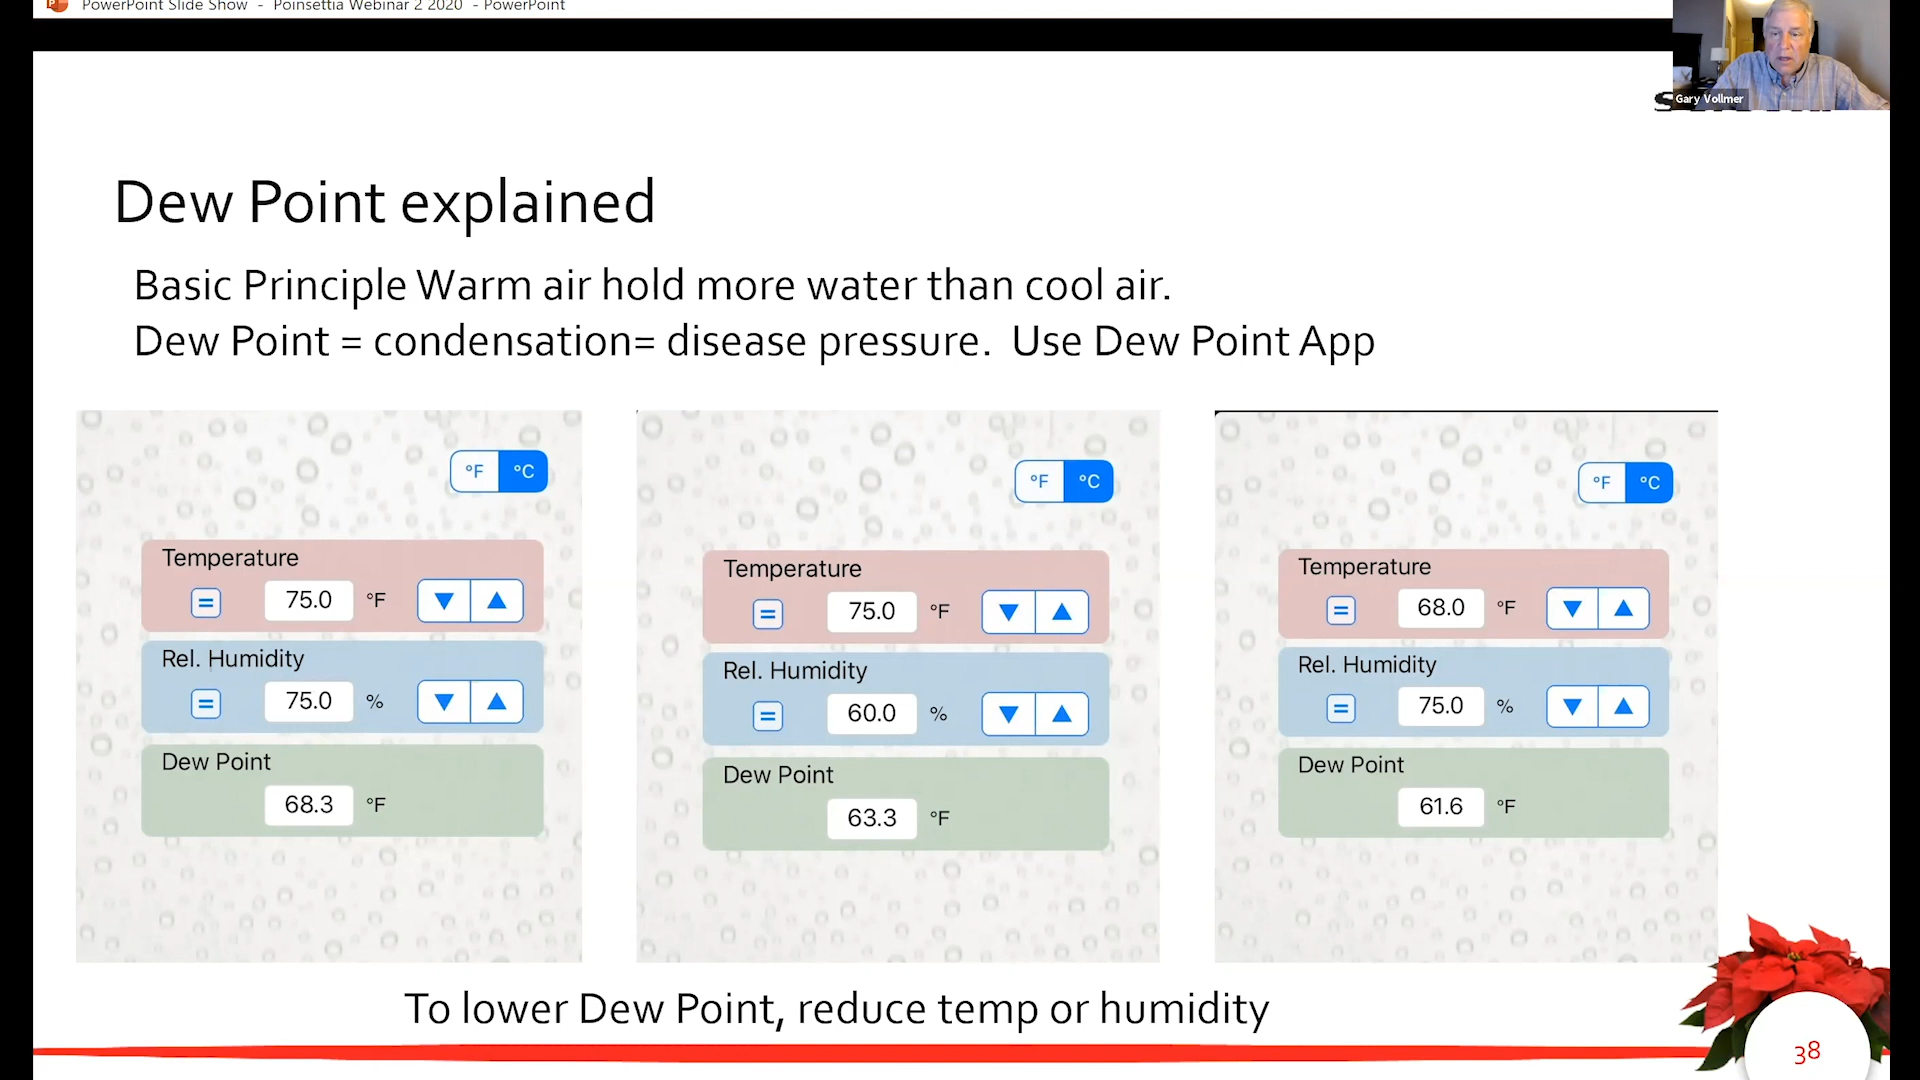 PowerPoint Slide Show - Poinsettia Webinar 2 2020 - PowerPoint
Gary Vollmer
Dew Point explained
Basic Principle Warm air hold more water than cool air.
Dew Point = condensation= disease pressure. Use Dew Point App
°F °C
Temperature
= 75.0 °F
Rel. Humidity
= 75.0 %
Dew Point
68.3 °F
°F °C
Temperature
= 75.0 °F
Rel. Humidity
= 60.0 %
Dew Point
63.3 °F
°F °C
Temperature
= 68.0 °F
Rel. Humidity
= 75.0 %
Dew Point
61.6 °F
To lower Dew Point, reduce temp or humidity
38